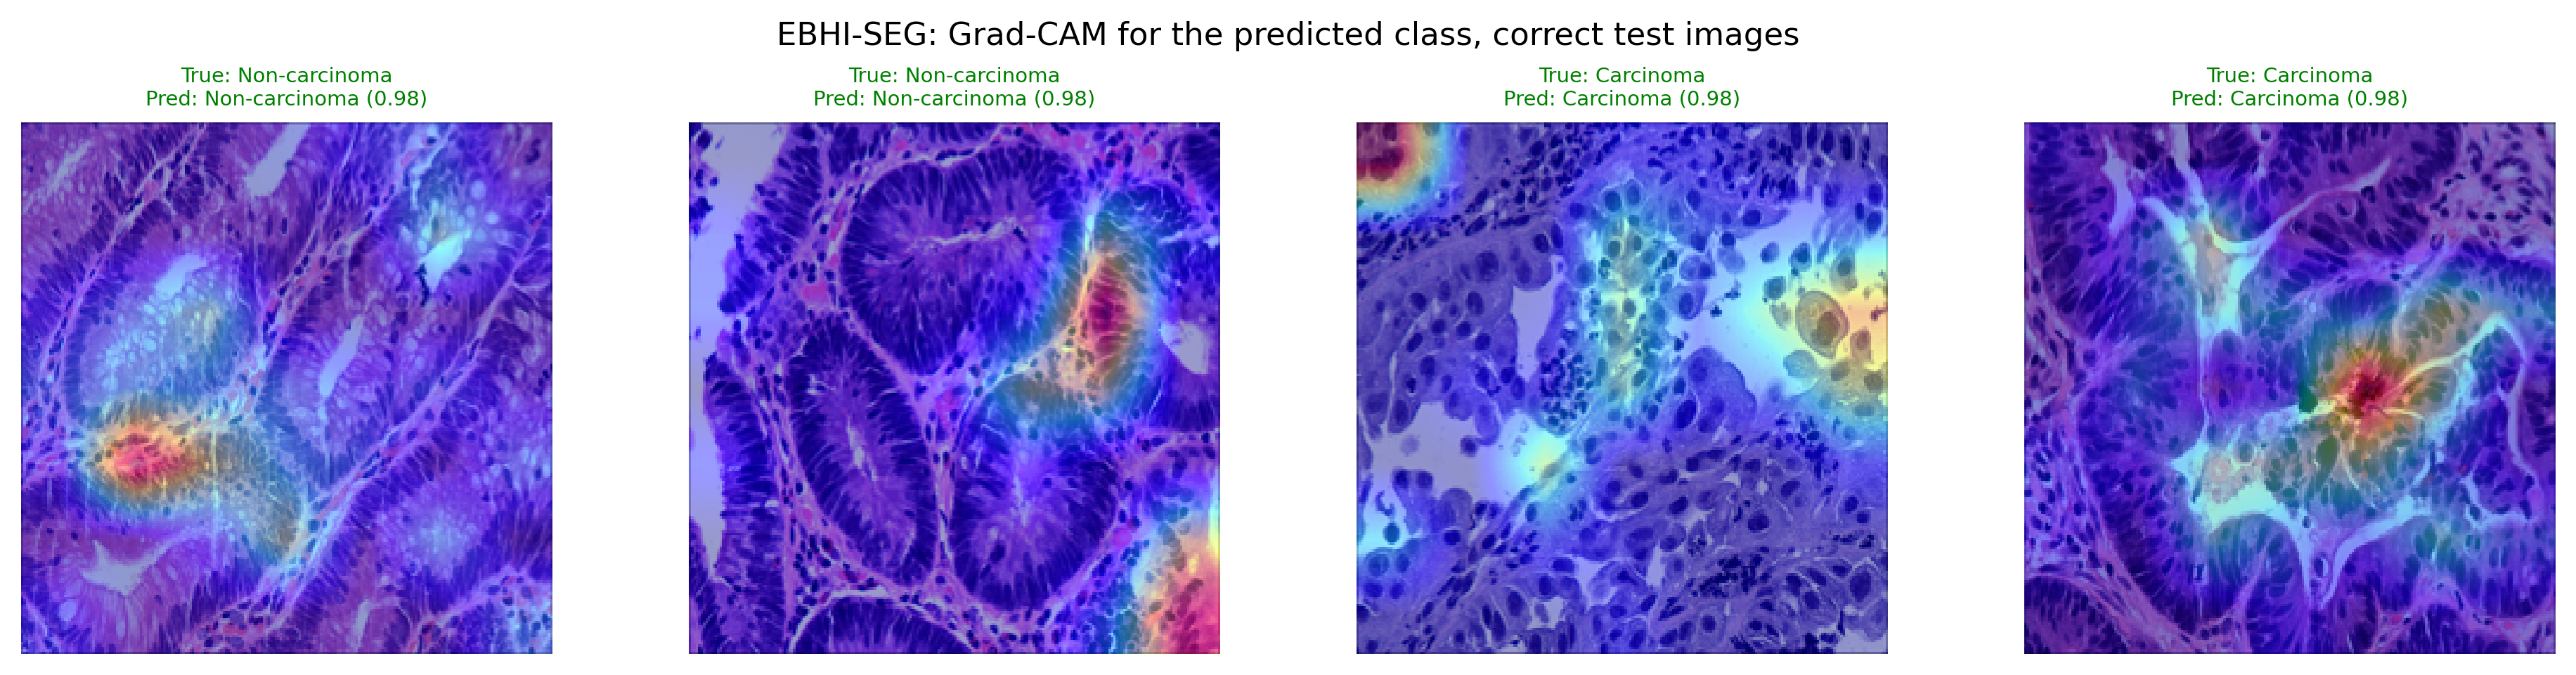 EBHI-SEG: Grad-CAM for the predicted class, correct test images
True: Non-carcinoma
Pred: Non-carcinoma (0.98)
True: Non-carcinoma
Pred: Non-carcinoma (0.98)
True: Carcinoma
Pred: Carcinoma (0.98)
True: Carcinoma
Pred: Carcinoma (0.98)